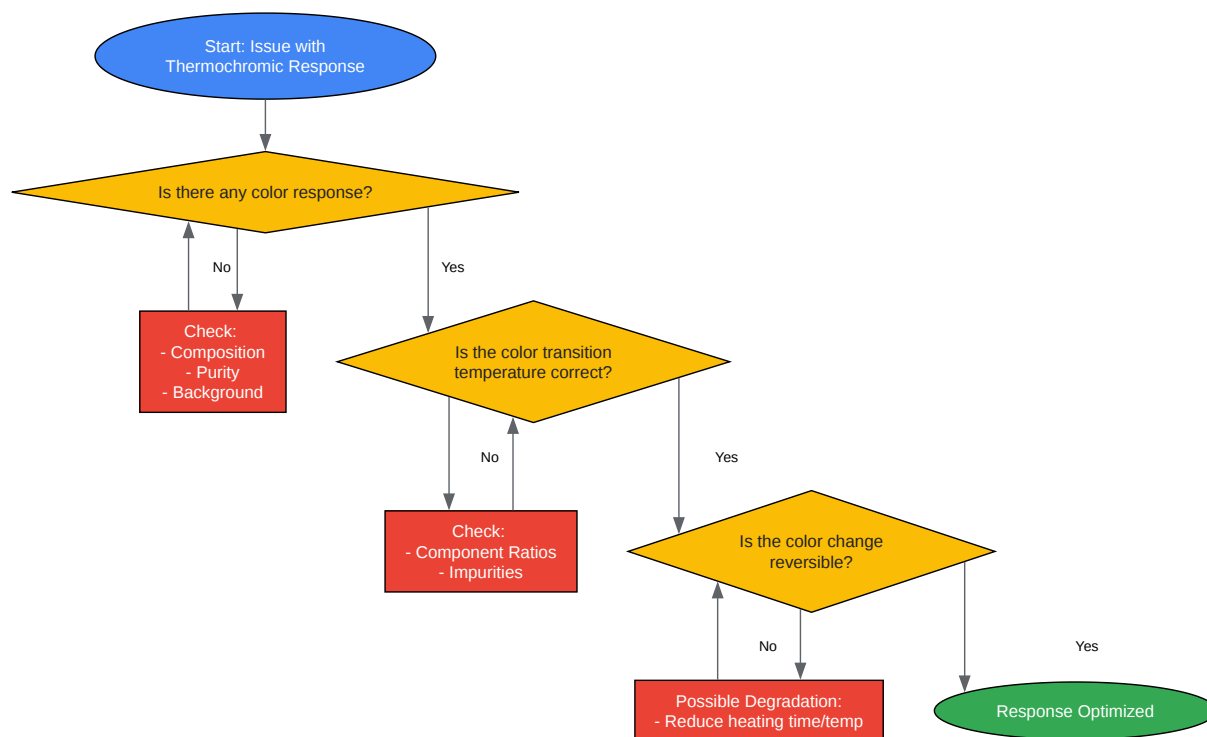 Start: Issue with
Thermochromic Response
Is there any color response?
No
Yes
Check:
- Composition
- Purity
- Background
Is the color transition
temperature correct?
No
Yes
Check:
- Component Ratios
- Impurities
Is the color change
reversible?
No
Yes
Possible Degradation:
- Reduce heating time/temp
Response Optimized